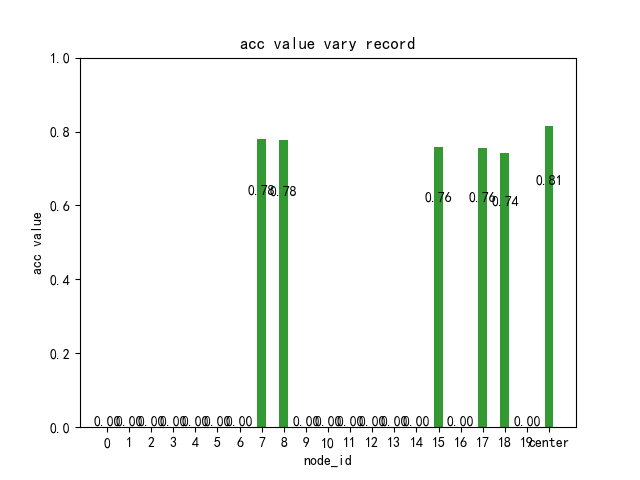 acc value vary record
1.0
0.8
0.6
0.4
0.2
0.0
acc value
0.00 0.00 0.00 0.00 0.00 0.00 0.00 0.78 0.78 0.00 0.00 0.00 0.00 0.00 0.00 0.76 0.00 0.76 0.74 0.00 0.81
0 1 2 3 4 5 6 7 8 9 10 11 12 13 14 15 16 17 18 19 center
node_id